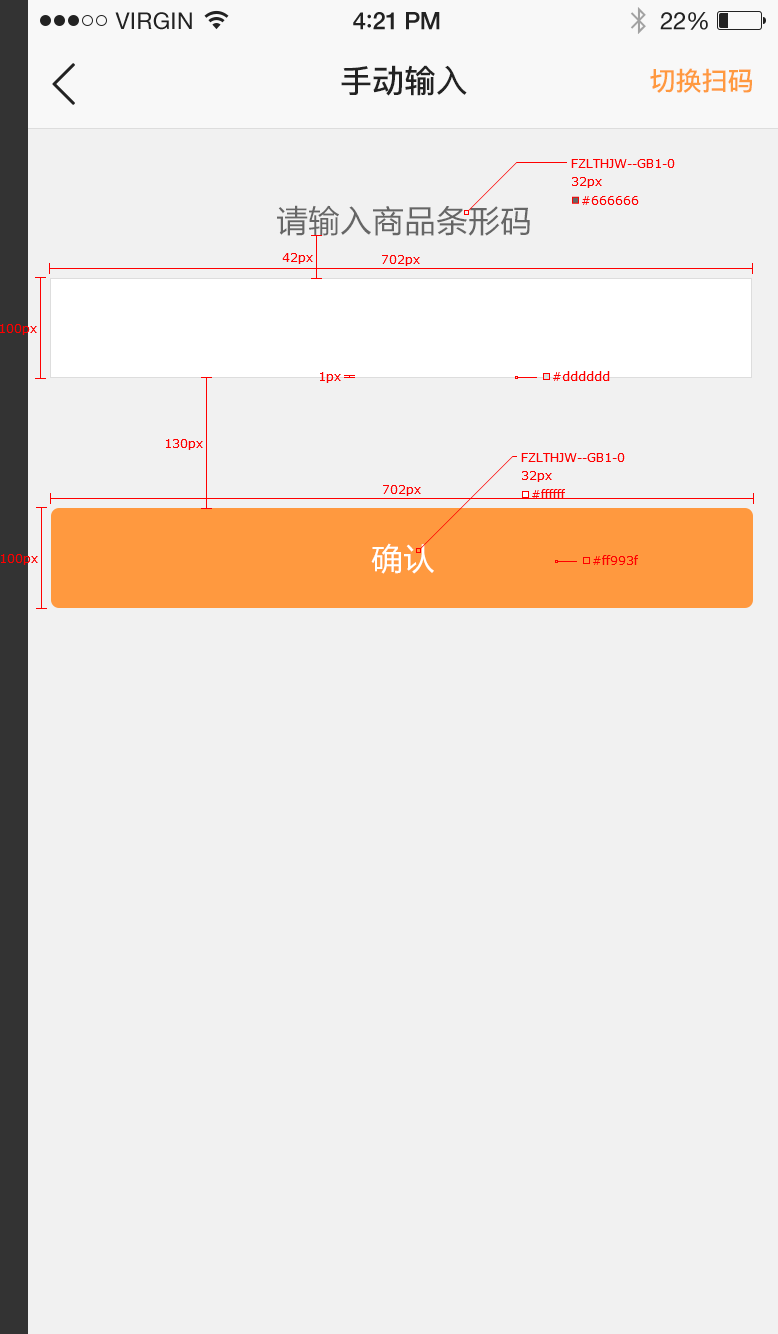 VIRGIN 4:21 PM 22%
手动输入 切换扫码
FZLTHJW--GB1-0
32px
#666666
请输入商品条形码
42px 702px
100px
1px #dddddd
130px
FZLTHJW--GB1-0
32px
702px #ffffff
100px 确认 #ff993f